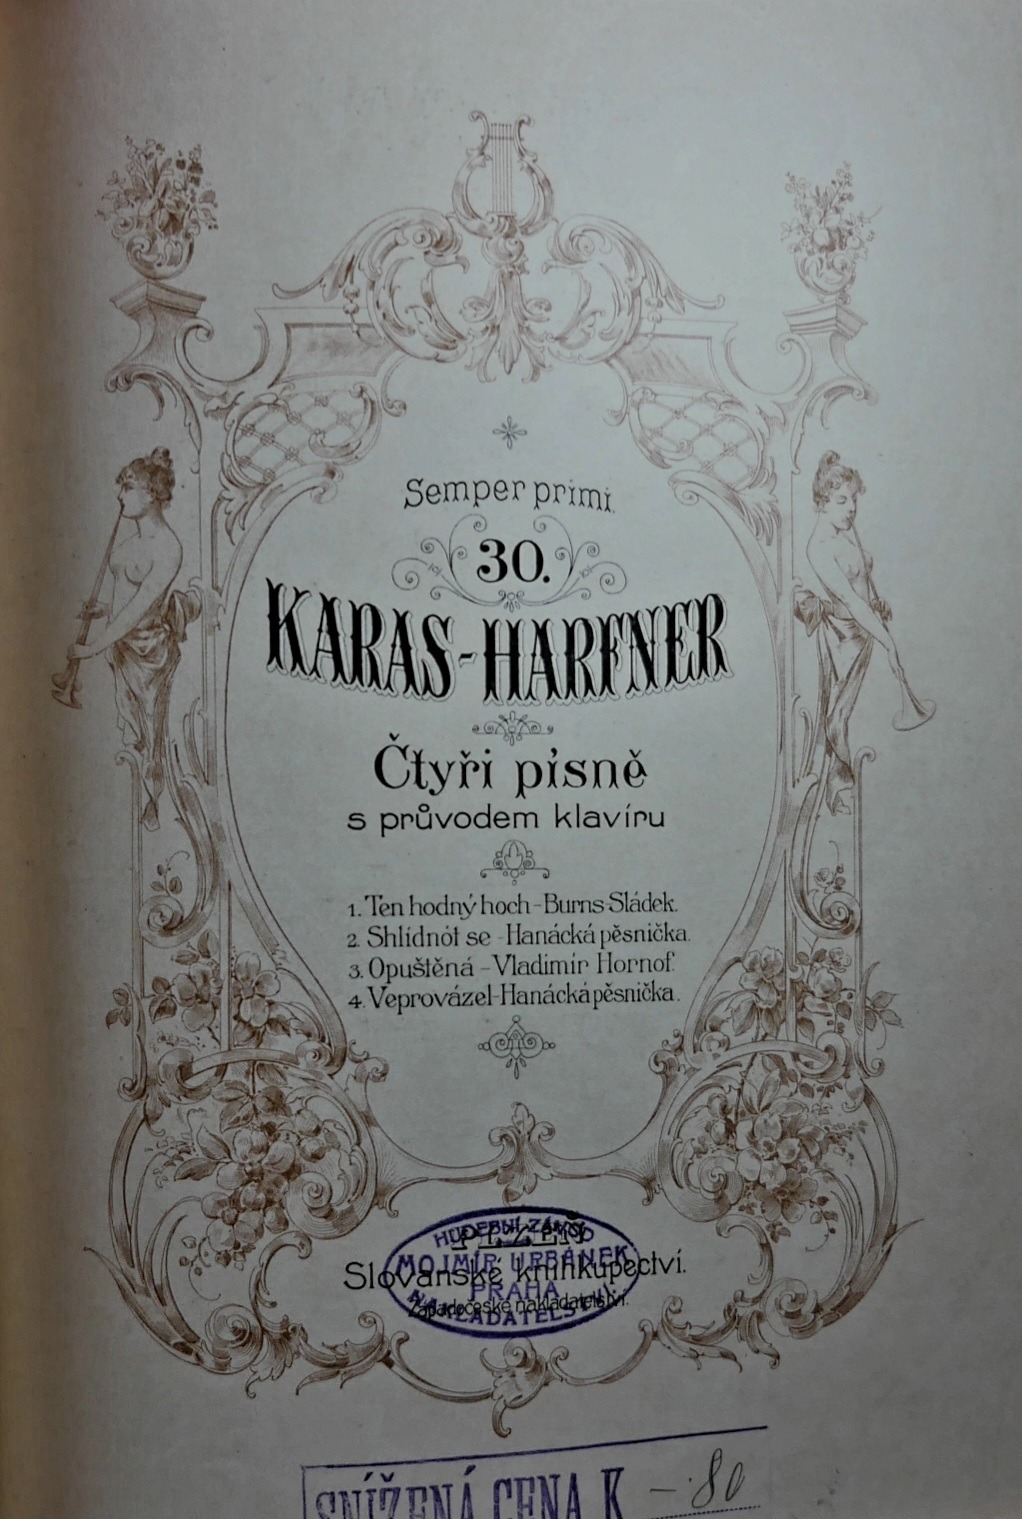 Semper primi.
30.
KARAS-HARFNER
Čtyři písně
s průvodem klavíru
1. Ten hodný hoch - Burns-Sládek.
2. Shlídnót se - Hanácká pěsnička.
3. Opuštěná - Vladimír Hornof.
4. Veprovázel - Hanácká pěsnička.
PLZEŇ
Slovanské knihkupectví.
Západočeské nakladatelství.
HUDEBNÍ ZÁVOD
MOJMÍR URBÁNEK
PRAHA
NAKLADATELSTVÍ
SNÍŽENÁ CENA K -·80